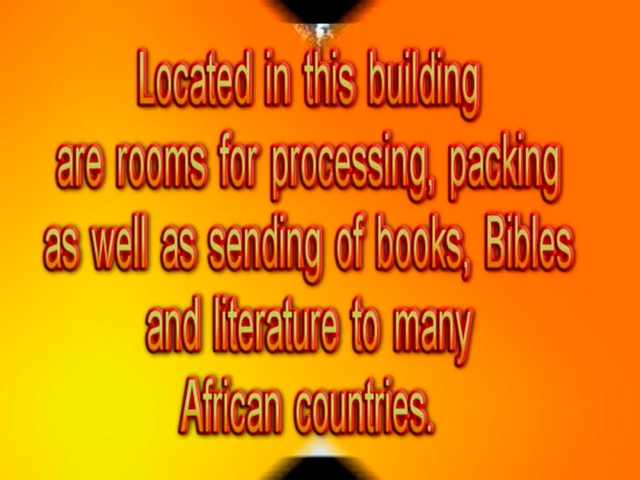 Located in this building
are rooms for processing, packing
as well as sending of books, Bibles
and literature to many
African countries.